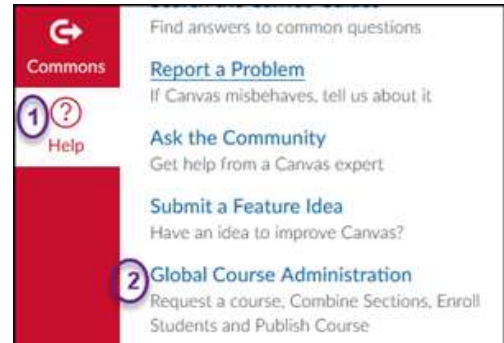 Find answers to common questions
Commons
Report a Problem
If Canvas misbehaves, tell us about it
1
Help
Ask the Community
Get help from a Canvas expert
Submit a Feature Idea
Have an idea to improve Canvas?
2
Global Course Administration
Request a course, Combine Sections, Enroll
Students and Publish Course